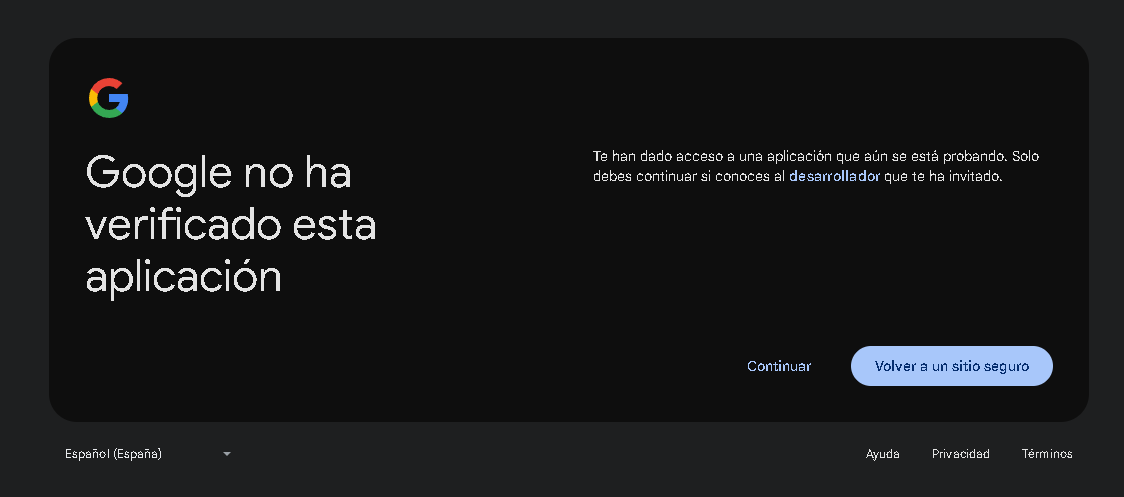 Google no ha
verificado esta
aplicación
Te han dado acceso a una aplicación que aún se está probando. Solo
debes continuar si conoces al desarrollador que te ha invitado.
Continuar
Volver a un sitio seguro
Español (España)
Ayuda
Privacidad
Términos